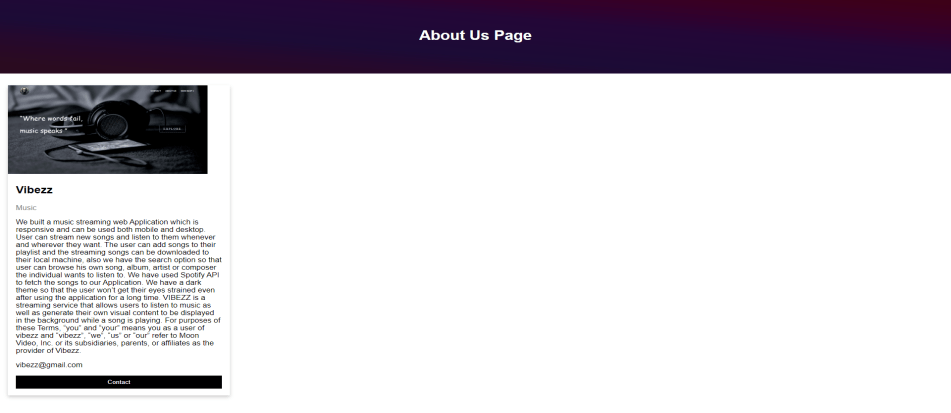 About Us Page
"Where words fail,
music speaks "
EXPLORE
Vibezz
Music
We built a music streaming web Application which is
responsive and can be used both mobile and desktop.
User can stream new songs and listen to them whenever
and wherever they want. The user can add songs to their
playlist and the streaming songs can be downloaded to
their local machine, also we have the search option so that
user can browse his own song, album, artist or composer
the individual wants to listen to. We have used Spotify API
to fetch the songs to our Application. We have a dark
theme so that the user won't get their eyes strained even
after using the application for a long time. VIBEZZ is a
streaming service that allows users to listen to music as
well as generate their own visual content to be displayed
in the background while a song is playing. For purposes of
these Terms, "you" and "your" means you as a user of
vibezz and "vibezz", "we", "us" or "our" refer to Moon
Video, Inc. or its subsidiaries, parents, or affiliates as the
provider of Vibezz.
vibezz@gmail.com
Contact